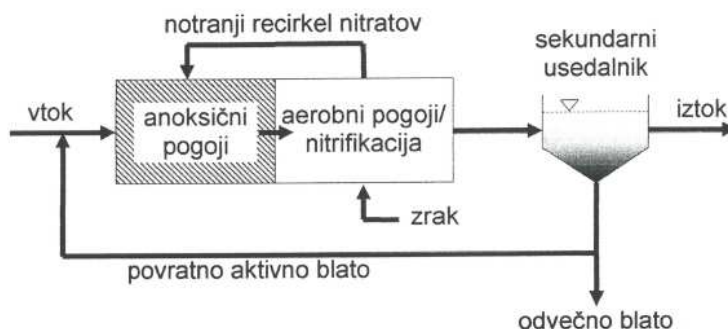 notranji recirkel nitratov
sekundarni
usedalnik
vtok
anoksični
pogoji
aerobni pogoji/
nitrifikacija
iztok
zrak
povratno aktivno blato
odvečno blato